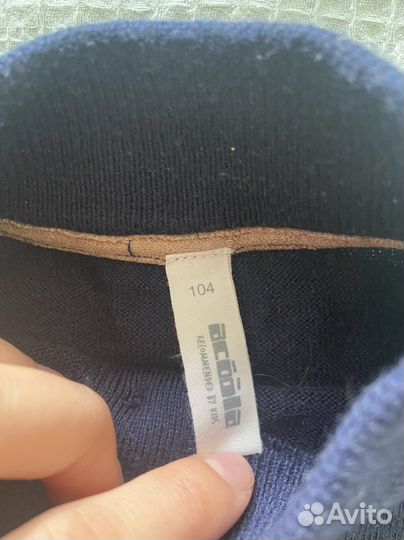 104
acoola
RECOMMENDED BY KIDS
Avito